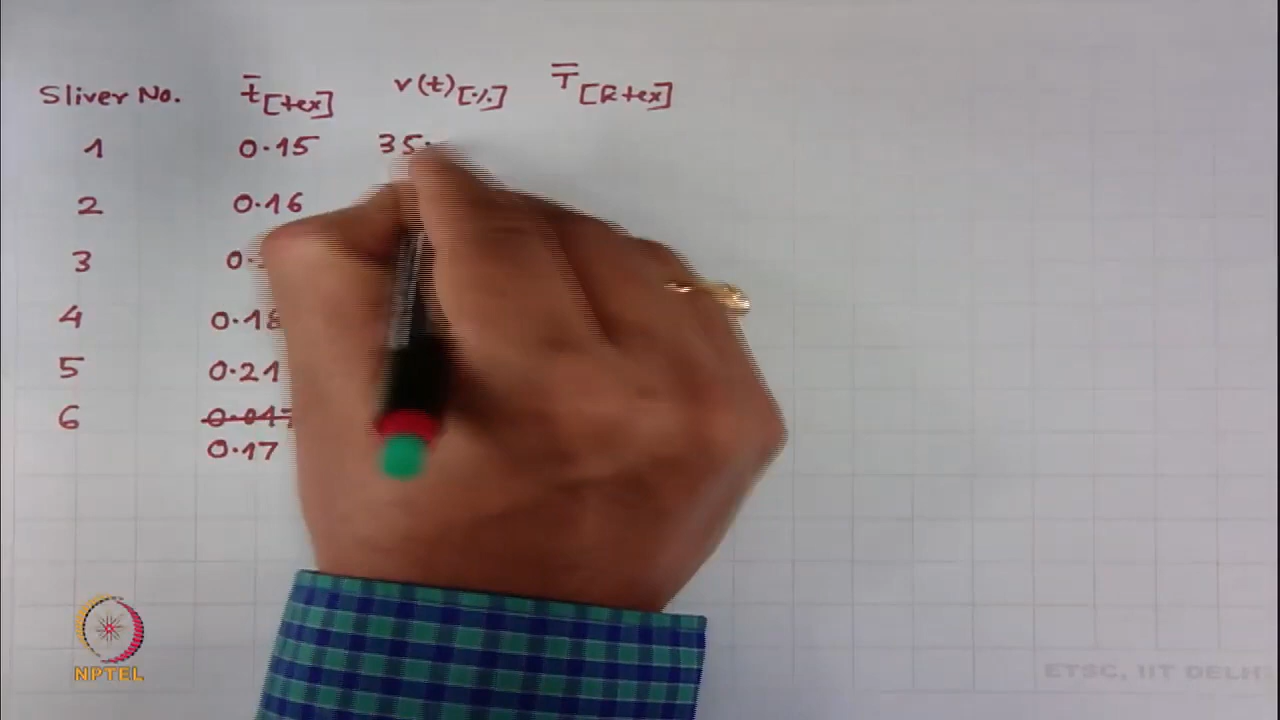 Sliver No. t̄ [tex] v(t) [%] T̄ [ktex]
1 0.15 35.
2 0.16
3 0.
4 0.18
5 0.21
6 0.047
0.17
NPTEL
ETSC, IIT DELHI